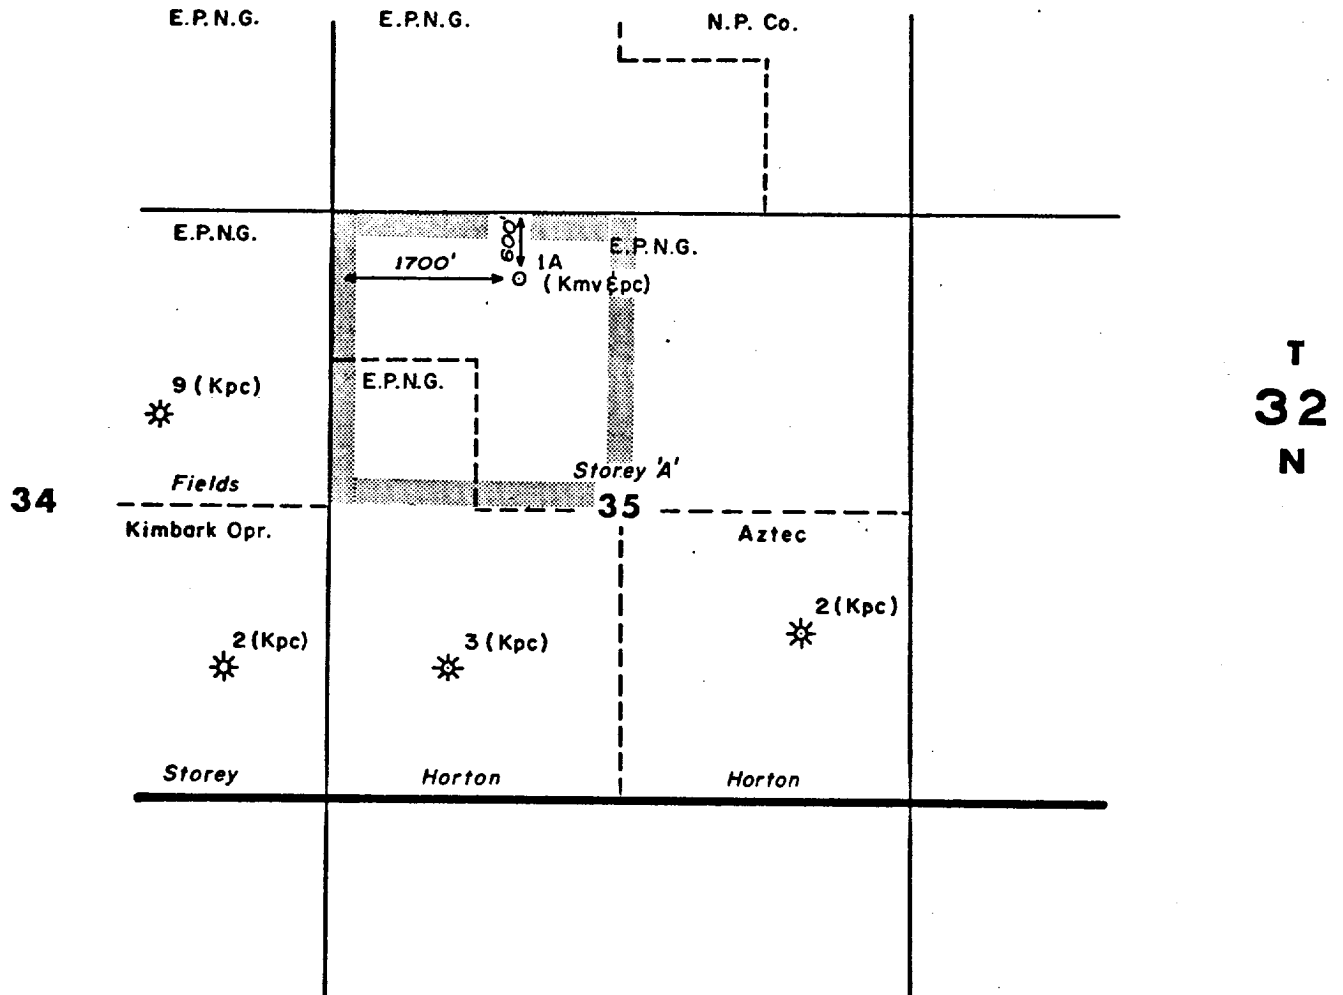 E.P.N.G.
E.P.N.G.
N.P. Co.
E.P.N.G.
600'
E.P.N.G.
1700'
1A
(Kmv & pc)
T
32
N
9 (Kpc)
E.P.N.G.
Fields
Storey 'A'
34
35
Kimbark Opr.
Aztec
2 (Kpc)
3 (Kpc)
2 (Kpc)
Storey
Horton
Horton